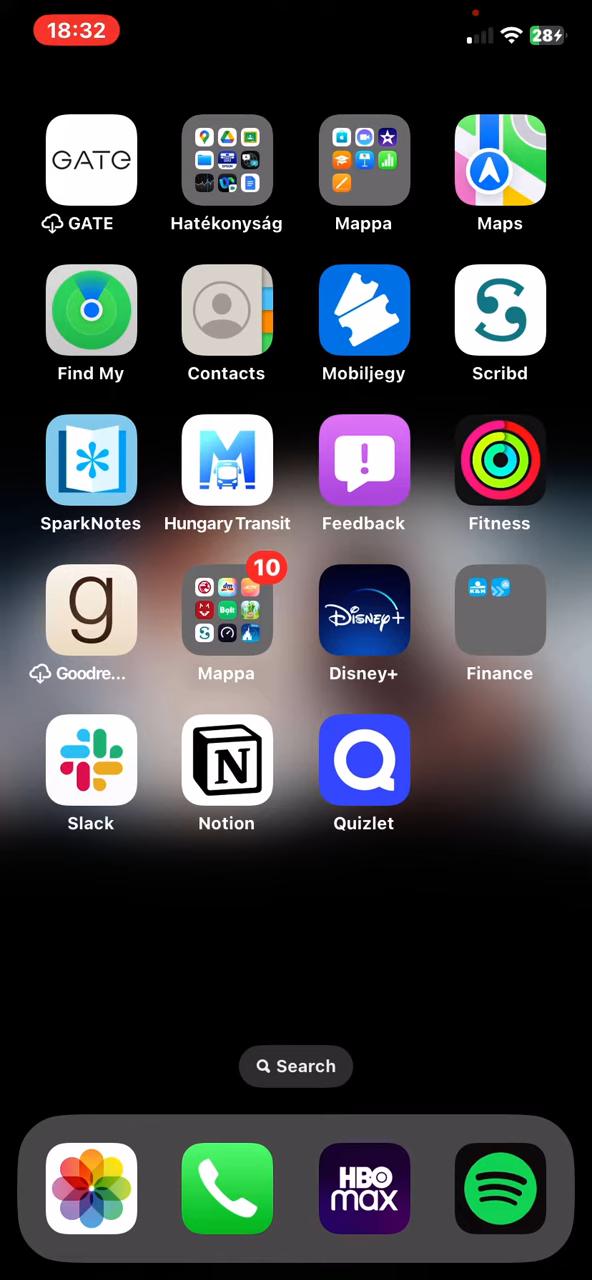 18:32
28
GATE
GATE
Hatékonyság
Mappa
Maps
Find My
Contacts
Mobiljegy
Scribd
SparkNotes
M
Hungary Transit
!
Feedback
Fitness
g
Goodre...
10
Bolt
Mappa
Disney+
Disney+
K&H
Finance
Slack
N
Notion
Q
Quizlet
Search
HBO
max